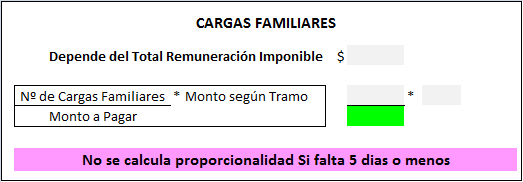 CARGAS FAMILIARES
Depende del Total Remuneración Imponible $
Nº de Cargas Familiares * Monto según Tramo *
Monto a Pagar
No se calcula proporcionalidad Si falta 5 dias o menos